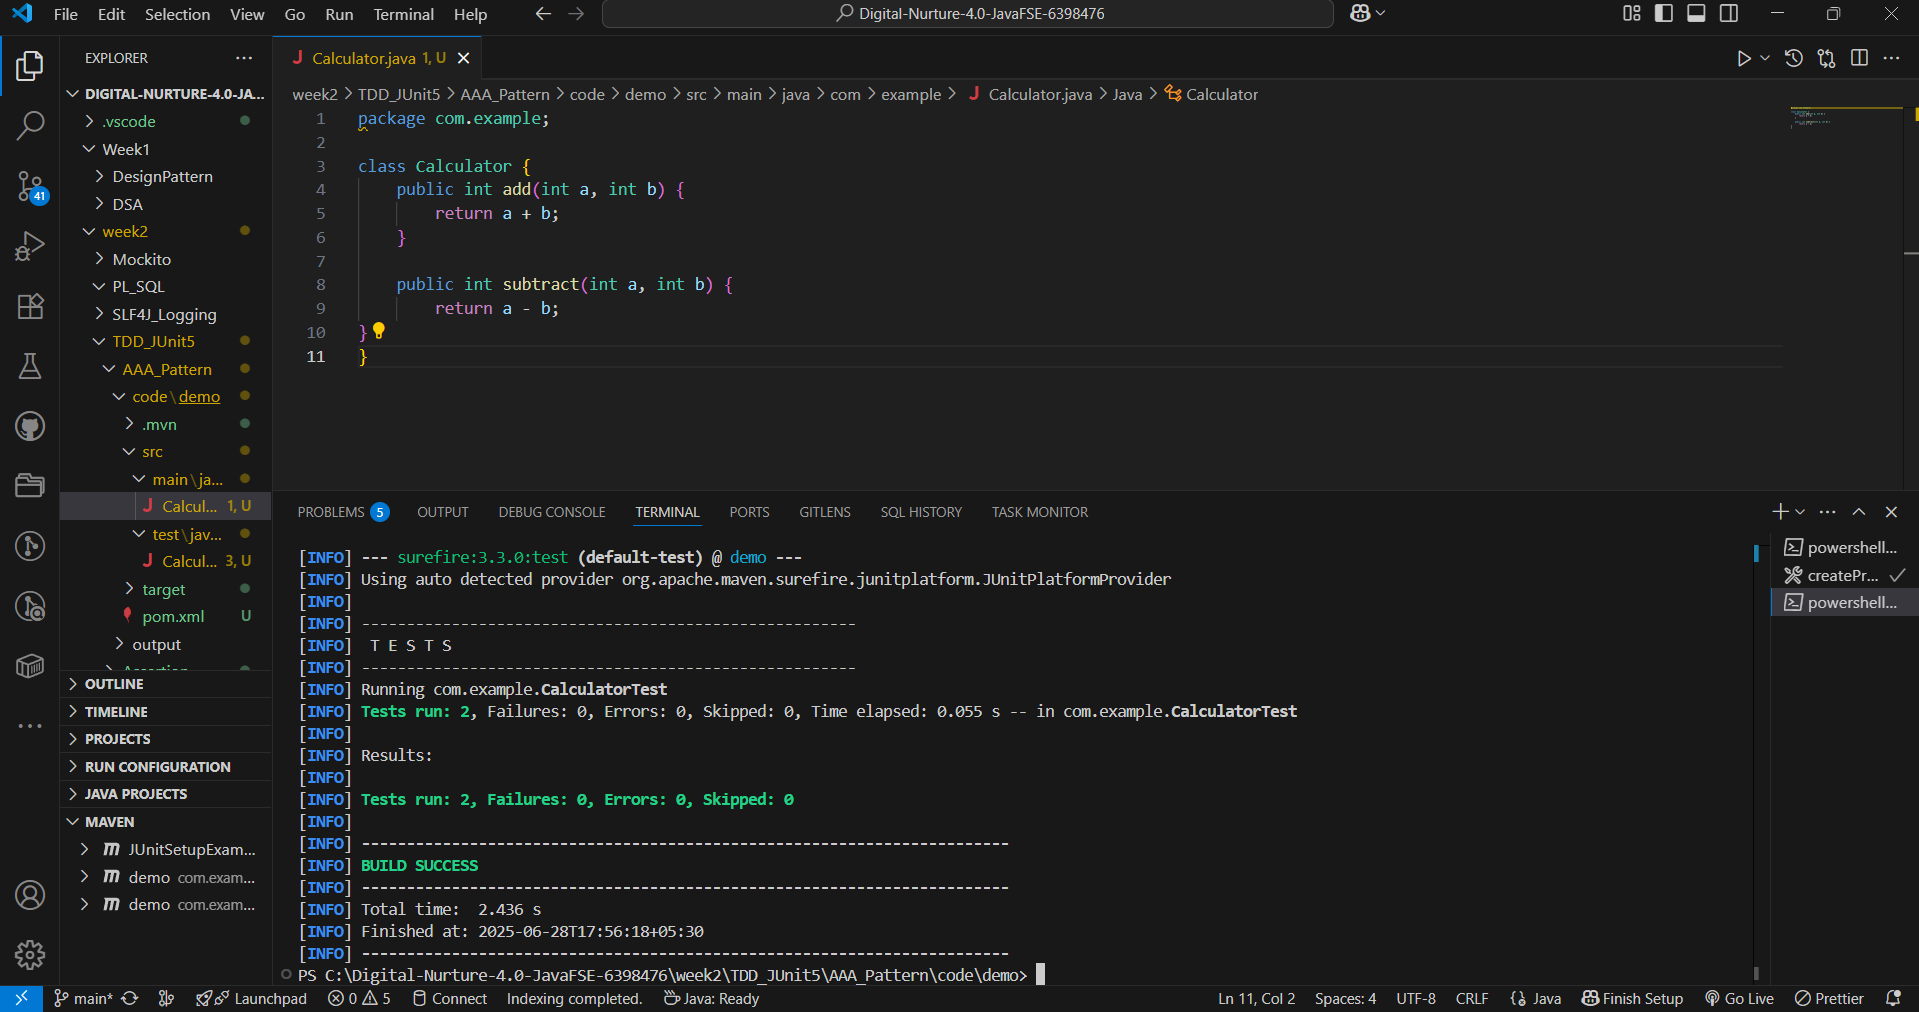 File Edit Selection View Go Run Terminal Help
Digital-Nurture-4.0-JavaFSE-6398476
EXPLORER
DIGITAL-NURTURE-4.0-JA...
.vscode
Week1
DesignPattern
DSA
week2
Mockito
PL_SQL
SLF4J_Logging
TDD_JUnit5
AAA_Pattern
code\demo
.mvn
src
main\ja...
J Calcul... 1, U
test\jav...
J Calcul... 3, U
target
pom.xml U
output
OUTLINE
TIMELINE
PROJECTS
RUN CONFIGURATION
JAVA PROJECTS
MAVEN
m JUnitSetupExam...
m demo com.exam...
m demo com.exam...
41
J Calculator.java 1, U
week2 > TDD_JUnit5 > AAA_Pattern > code > demo > src > main > java > com > example > J Calculator.java > Java > Calculator
1 package com.example;
2
3 class Calculator {
4 public int add(int a, int b) {
5 return a + b;
6 }
7
8 public int subtract(int a, int b) {
9 return a - b;
10 }
11 }
PROBLEMS 5 OUTPUT DEBUG CONSOLE TERMINAL PORTS GITLENS SQL HISTORY TASK MONITOR
[INFO] --- surefire:3.3.0:test (default-test) @ demo ---
[INFO] Using auto detected provider org.apache.maven.surefire.junitplatform.JUnitPlatformProvider
[INFO]
[INFO] -------------------------------------------------------
[INFO]  T E S T S
[INFO] -------------------------------------------------------
[INFO] Running com.example.CalculatorTest
[INFO] Tests run: 2, Failures: 0, Errors: 0, Skipped: 0, Time elapsed: 0.055 s -- in com.example.CalculatorTest
[INFO]
[INFO] Results:
[INFO]
[INFO] Tests run: 2, Failures: 0, Errors: 0, Skipped: 0
[INFO]
[INFO] ------------------------------------------------------------------------
[INFO] BUILD SUCCESS
[INFO] ------------------------------------------------------------------------
[INFO] Total time:  2.436 s
[INFO] Finished at: 2025-06-28T17:56:18+05:30
[INFO] ------------------------------------------------------------------------
PS C:\Digital-Nurture-4.0-JavaFSE-6398476\week2\TDD_JUnit5\AAA_Pattern\code\demo>
powershell...
createPr...
powershell...
main* Launchpad 0 5 Connect Indexing completed. Java: Ready
Ln 11, Col 2 Spaces: 4 UTF-8 CRLF {} Java Finish Setup Go Live Prettier